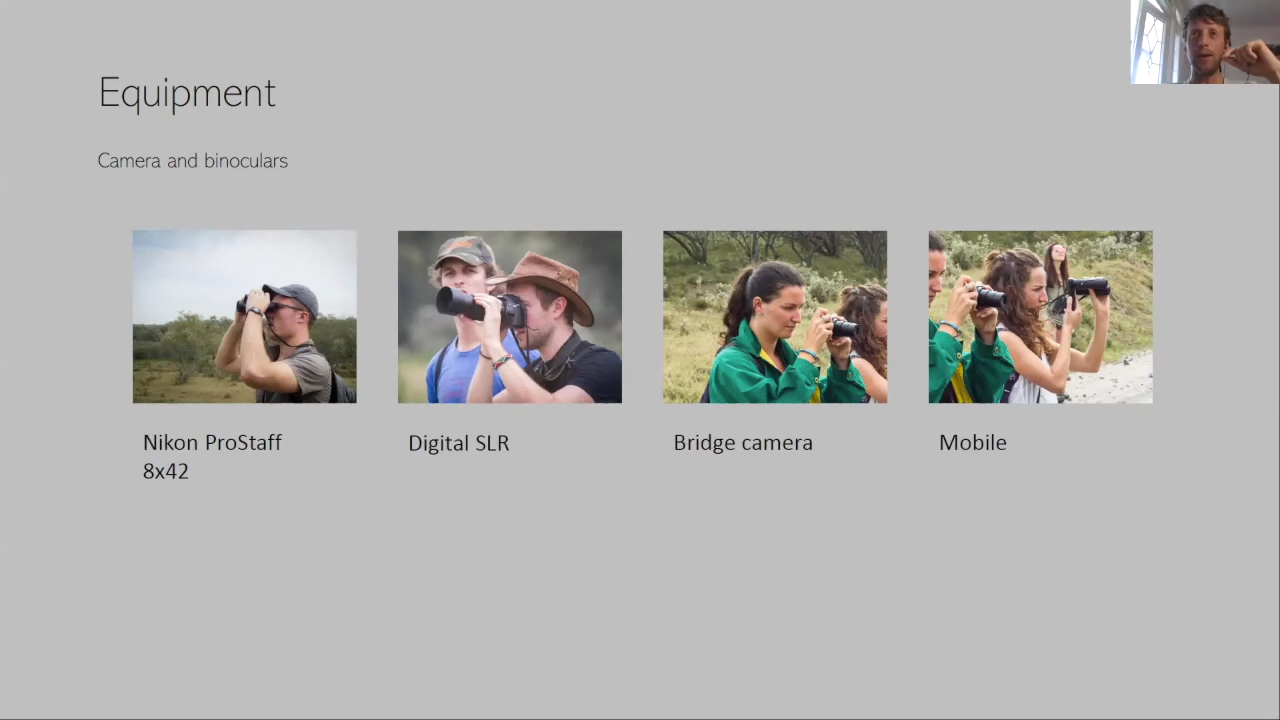 Equipment
Camera and binoculars
Nikon ProStaff
8x42
Digital SLR
Bridge camera
Mobile